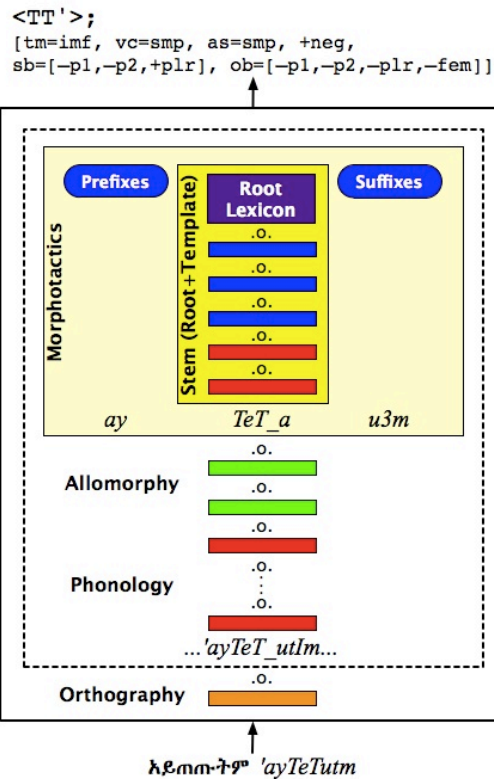 <TT'>;
[tm=imf, vc=smp, as=smp, +neg,
sb=[–p1,–p2,+plr], ob=[–p1,–p2,–plr,–fem]]
Prefixes
Root
Lexicon
Suffixes
.o.
.o.
.o.
.o.
.o.
Stem (Root+Template)
Morphotactics
ay TeT_a u3m
.o.
Allomorphy
.o.
.o.
.o.
Phonology
.o.
...'ayTeT_utIm...
.o.
Orthography
አይጠጡትም 'ayTeTutm